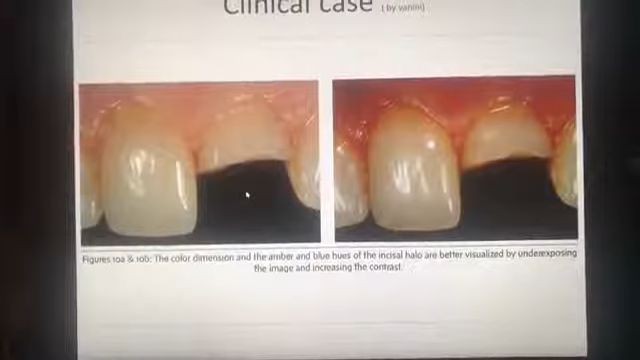 Clinical case (by vanini)
Figures 10a & 10b: The color dimension and the amber and blue hues of the incisal halo are better visualized by underexposing
the image and increasing the contrast.